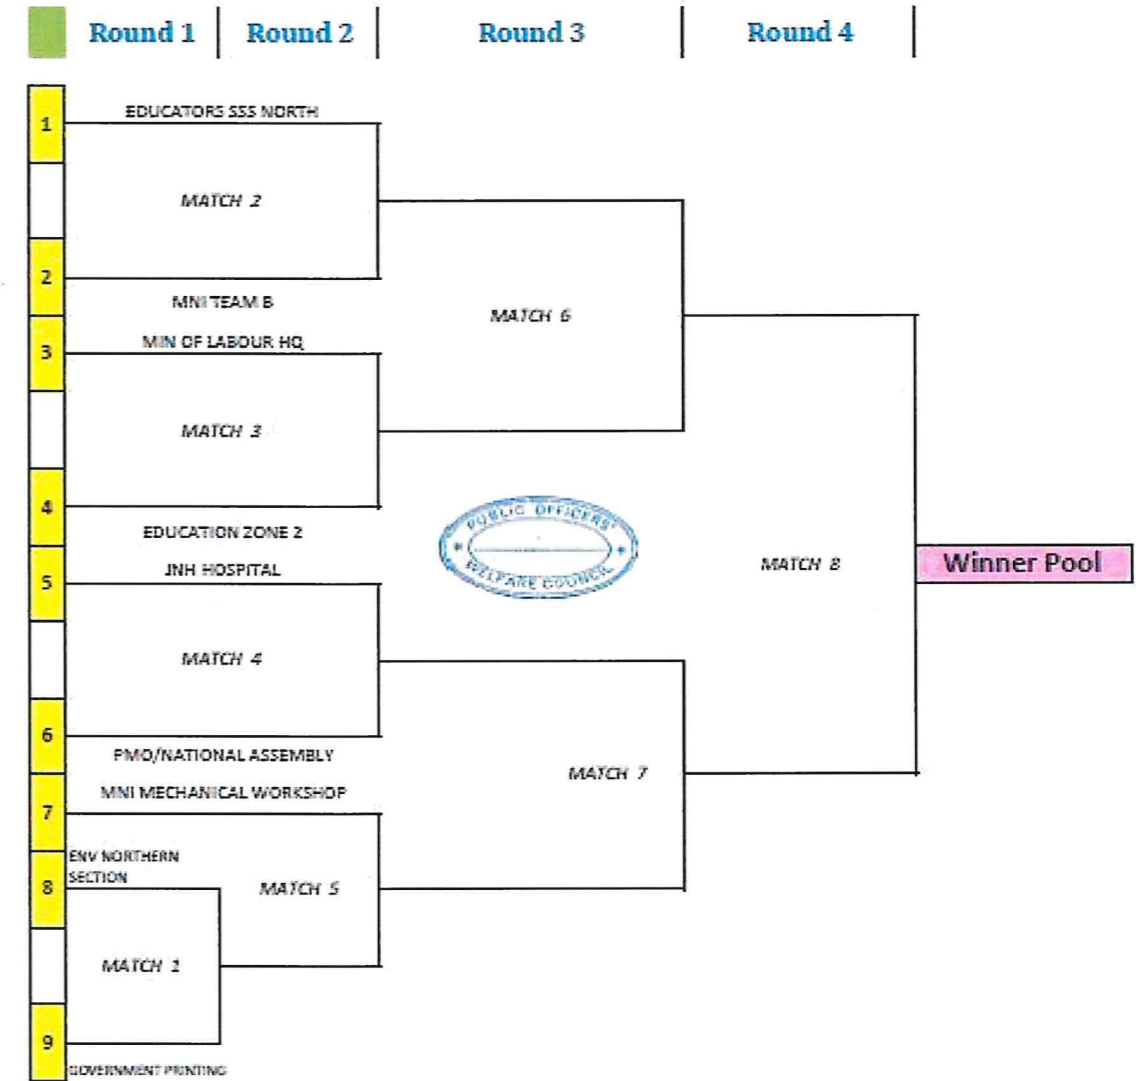 Round 1 Round 2 Round 3 Round 4
1
EDUCATORS SSS NORTH
MATCH 2
2
MNI TEAM B
MATCH 6
3
MIN OF LABOUR HQ
MATCH 3
4
EDUCATION ZONE 2
PUBLIC OFFICERS'
WELFARE COUNCIL
MATCH 8
Winner Pool
5
JNH HOSPITAL
MATCH 4
6
PMO/NATIONAL ASSEMBLY
MATCH 7
7
MNI MECHANICAL WORKSHOP
8
ENV NORTHERN
SECTION
MATCH 5
MATCH 1
9
GOVERNMENT PRINTING